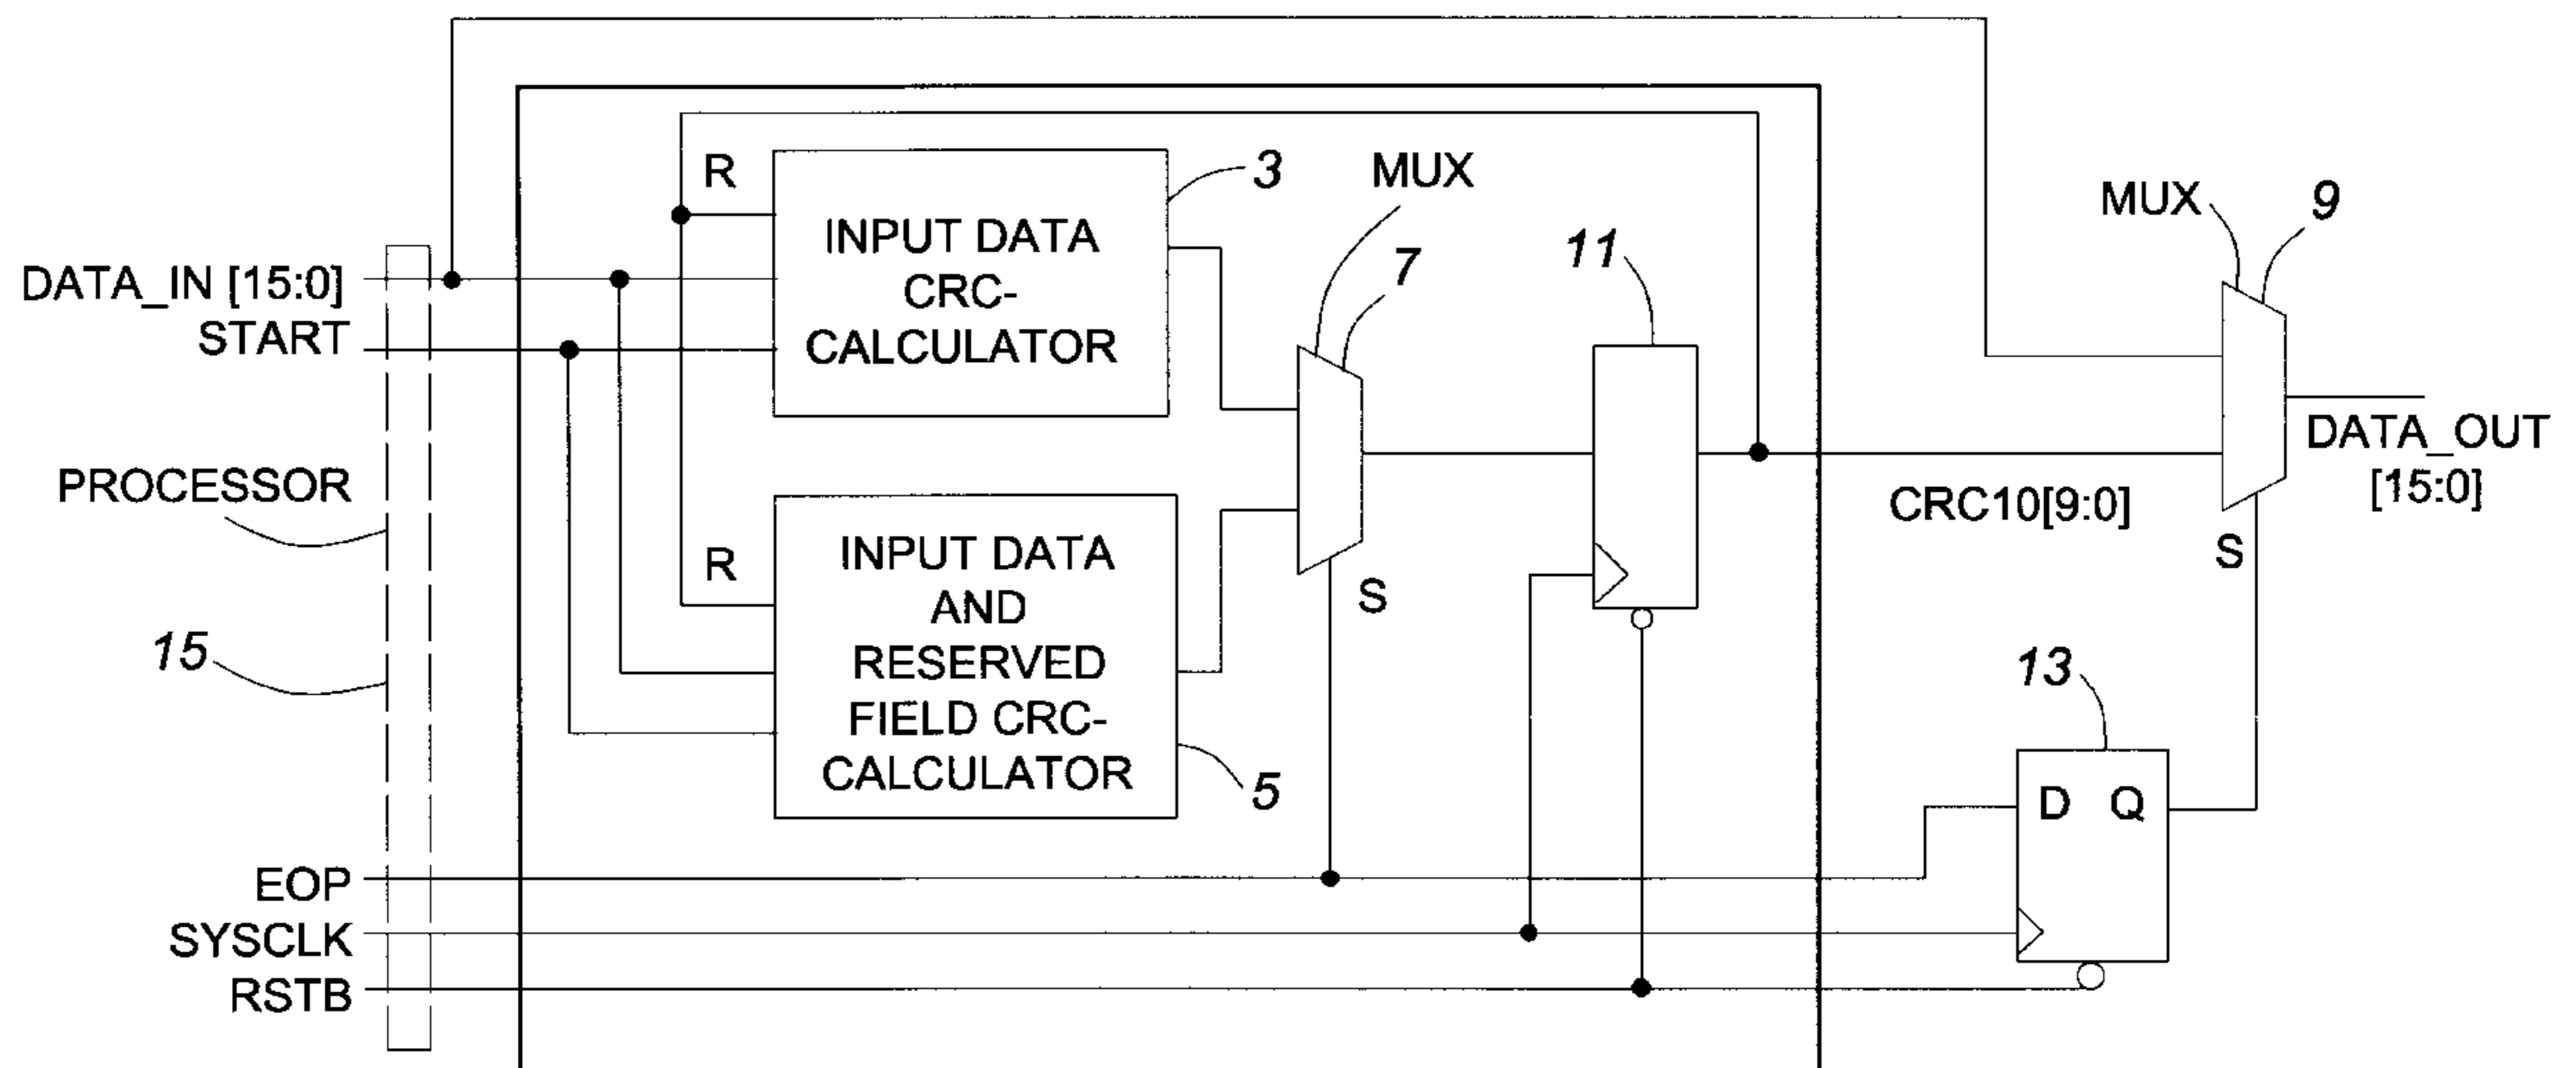 R
3
MUX
MUX
9
INPUT DATA
CRC-
CALCULATOR
7
11
DATA_IN [15:0]
START
DATA_OUT
[15:0]
PROCESSOR
CRC10[9:0]
R
INPUT DATA
AND
RESERVED
FIELD CRC-
CALCULATOR
S
S
15
13
5
D Q
EOP
SYSCLK
RSTB